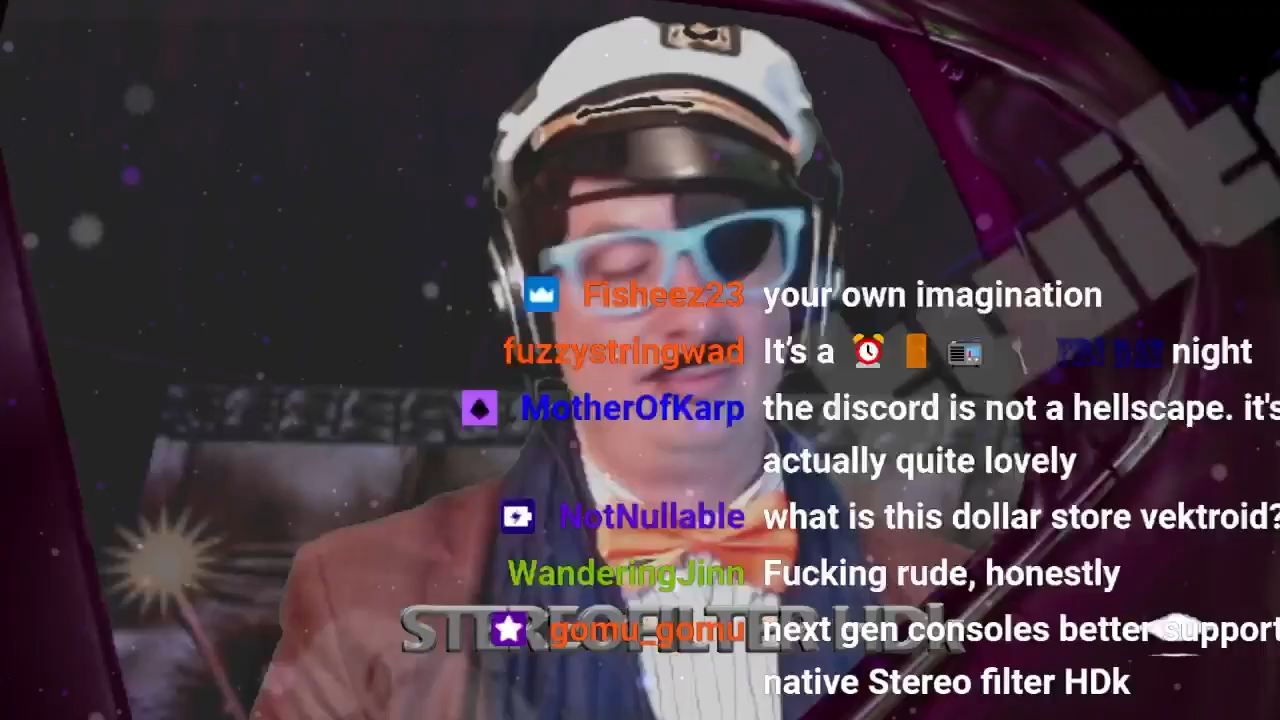 Fisheez23 your own imagination
fuzzystringwad It’s a night
MotherOfKarp the discord is not a hellscape. it's
actually quite lovely
NotNullable what is this dollar store vektroid?
WanderingJinn Fucking rude, honestly
STEREOFILTER HDk
gomu_gomu next gen consoles better support
native Stereo filter HDk